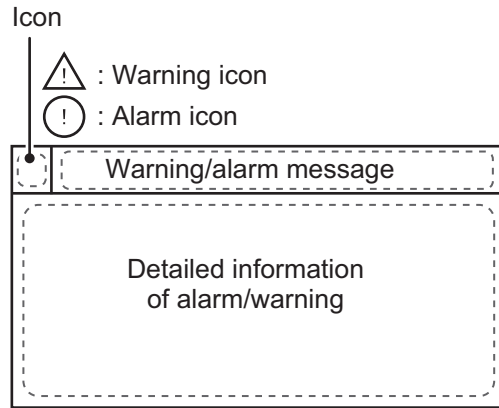 Icon
! : Warning icon
! : Alarm icon
Warning/alarm message
Detailed information
of alarm/warning